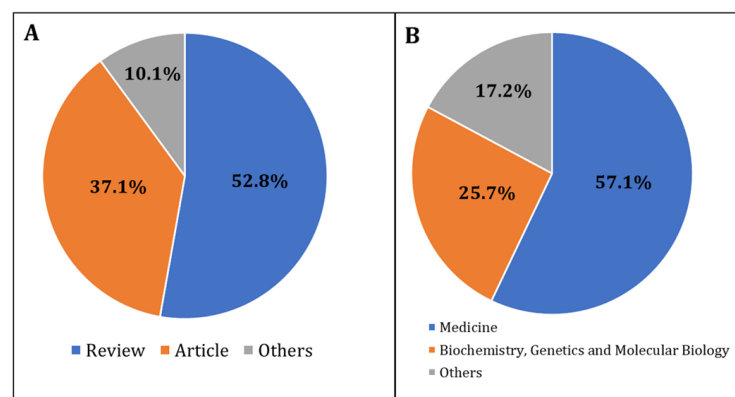 A
10.1%
37.1%
52.8%
Review Article Others
B
17.2%
25.7%
57.1%
Medicine
Biochemistry, Genetics and Molecular Biology
Others